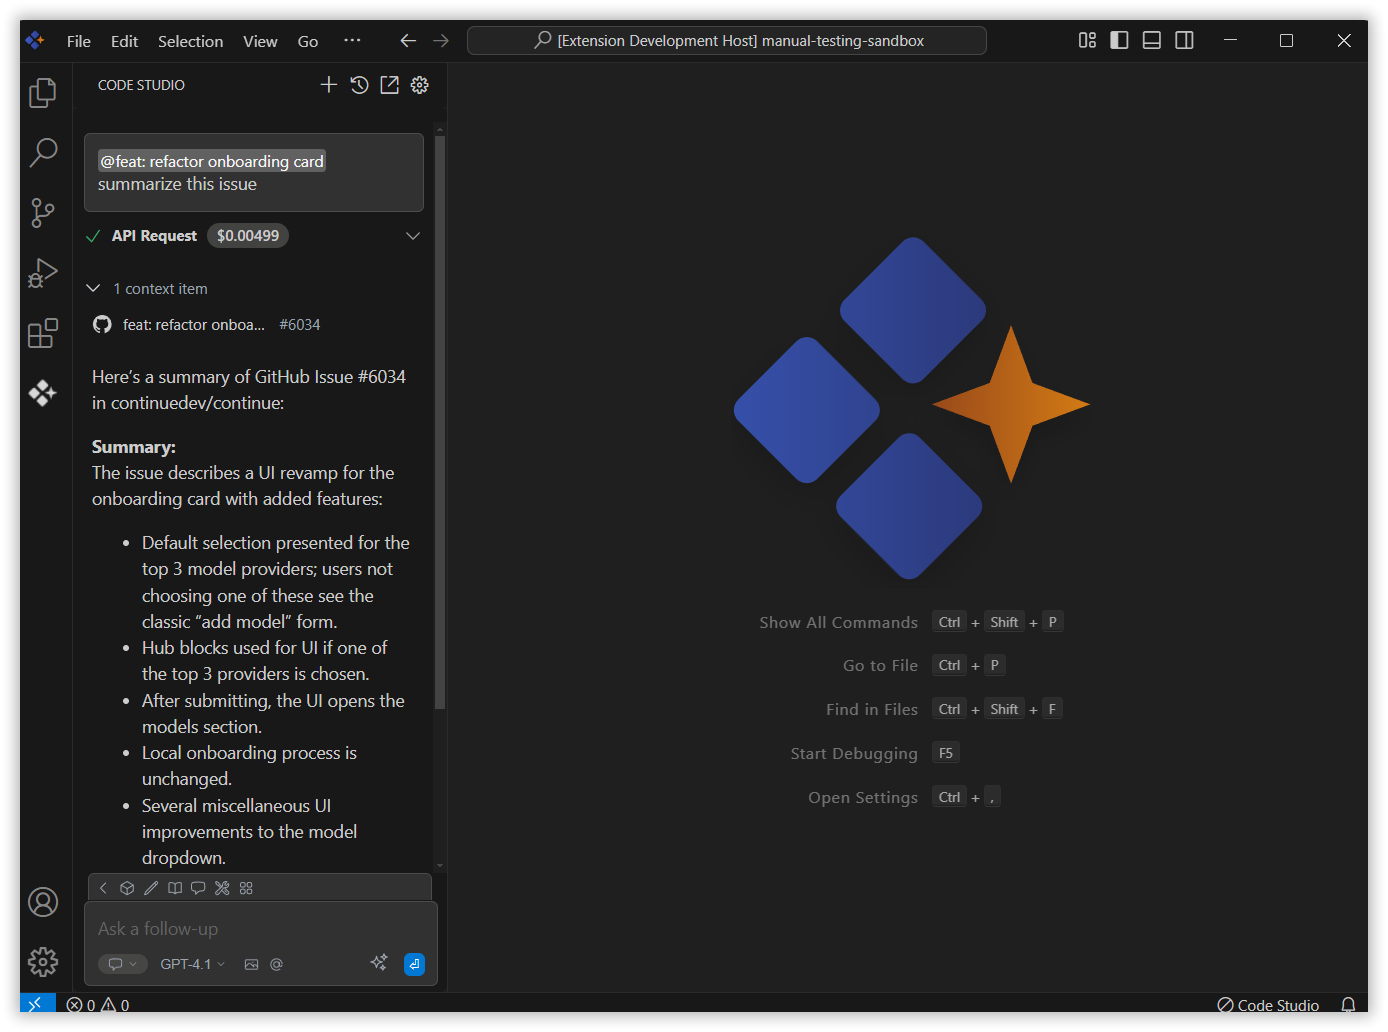 File Edit Selection View Go ···
[Extension Development Host] manual-testing-sandbox
CODE STUDIO
@feat: refactor onboarding card
summarize this issue
API Request $0.00499
1 context item
feat: refactor onboa... #6034
Here's a summary of GitHub Issue #6034
in continuedev/continue:
Summary:
The issue describes a UI revamp for the
onboarding card with added features:
• Default selection presented for the
top 3 model providers; users not
choosing one of these see the
classic "add model" form.
• Hub blocks used for UI if one of
the top 3 providers is chosen.
• After submitting, the UI opens the
models section.
• Local onboarding process is
unchanged.
• Several miscellaneous UI
improvements to the model
dropdown.
Ask a follow-up
GPT-4.1
Show All Commands Ctrl + Shift + P
Go to File Ctrl + P
Find in Files Ctrl + Shift + F
Start Debugging F5
Open Settings Ctrl + ,
0 0
Code Studio